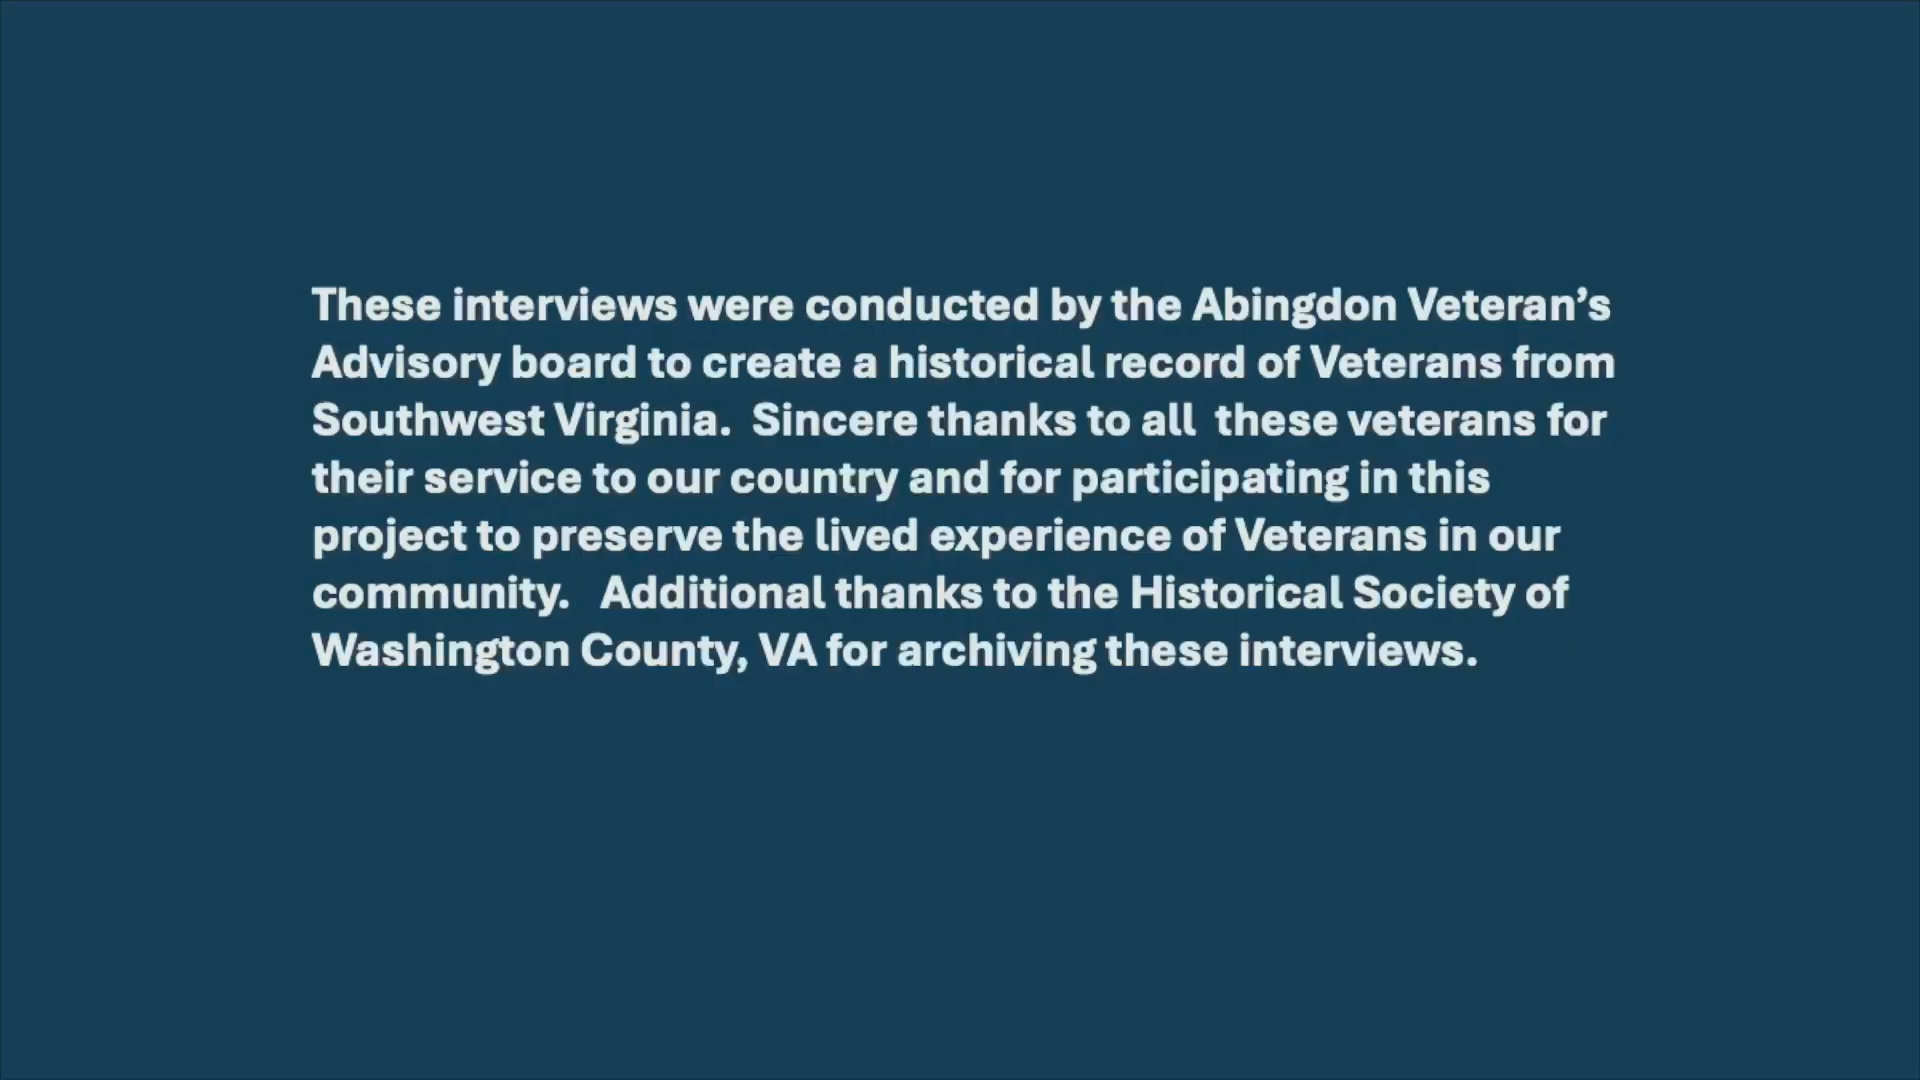 These interviews were conducted by the Abingdon Veteran’s
Advisory board to create a historical record of Veterans from
Southwest Virginia.  Sincere thanks to all  these veterans for
their service to our country and for participating in this
project to preserve the lived experience of Veterans in our
community.   Additional thanks to the Historical Society of
Washington County, VA for archiving these interviews.